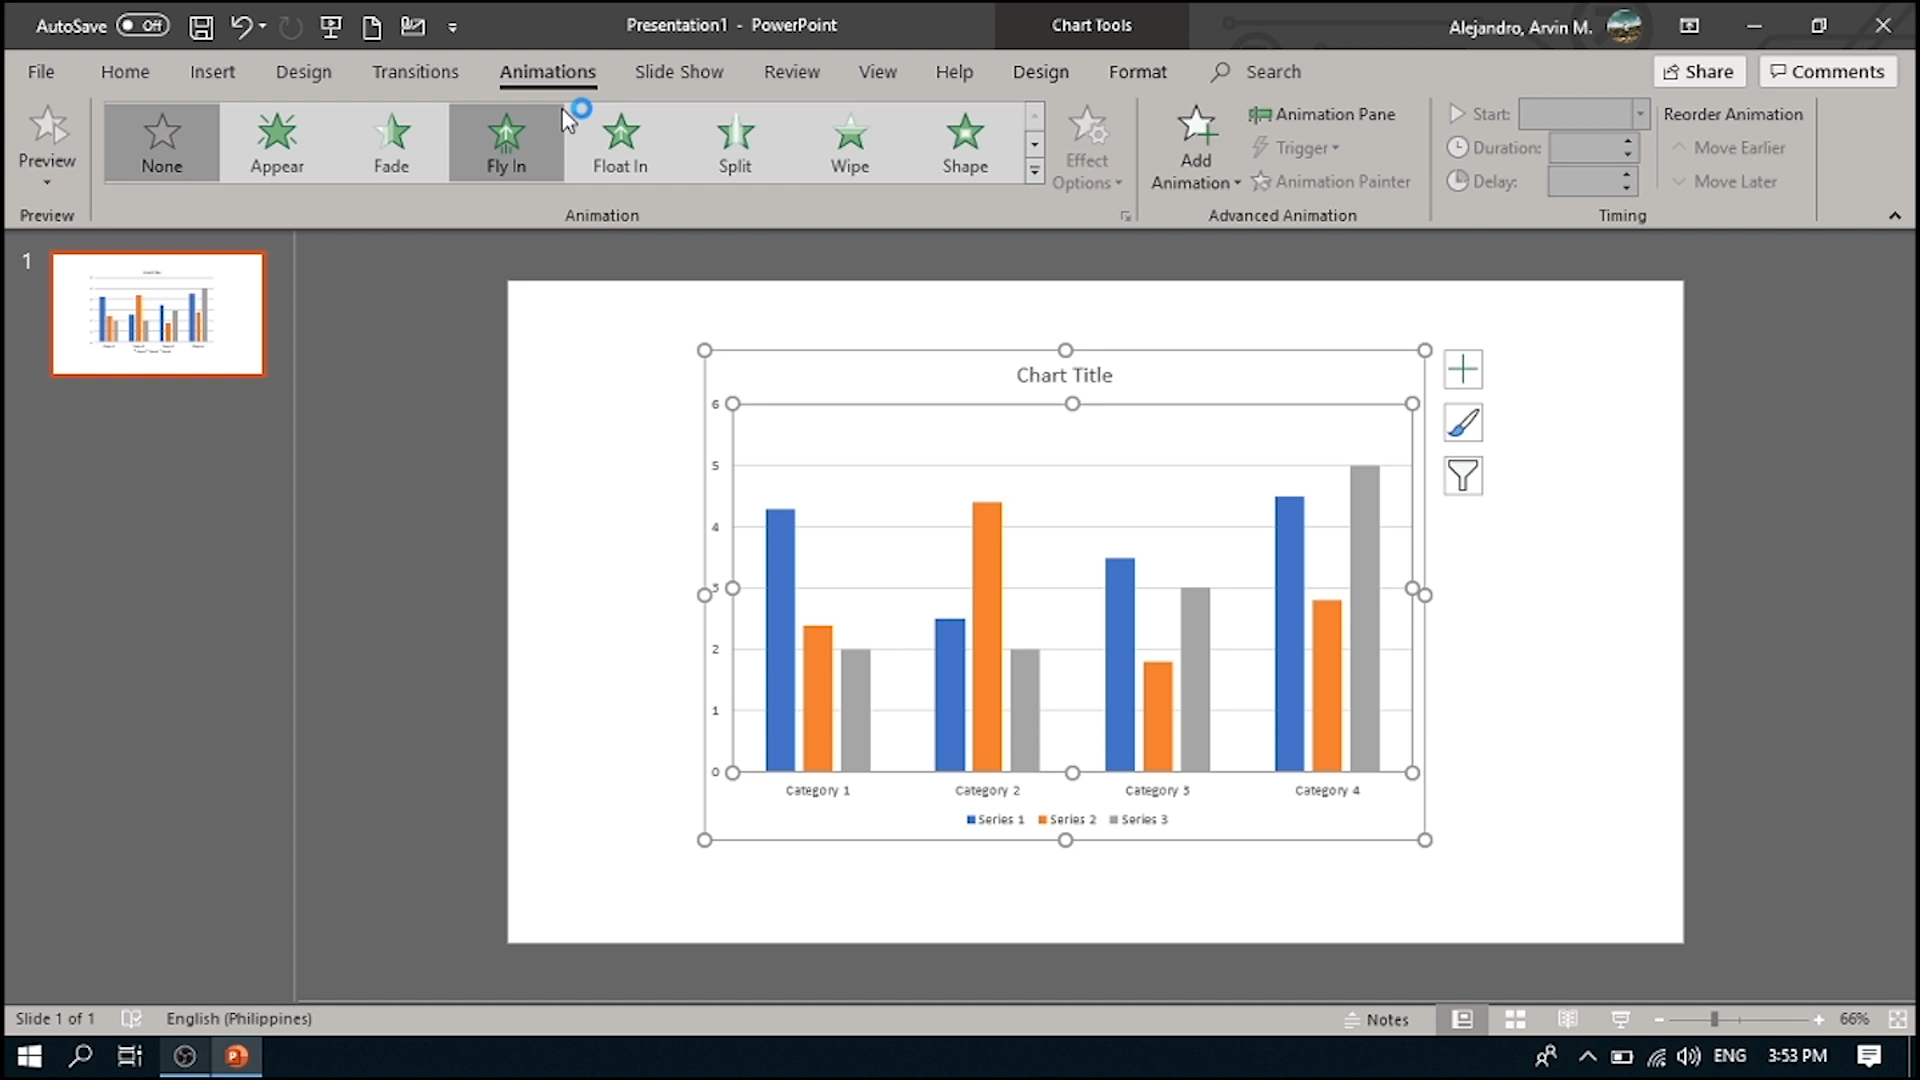 AutoSave Off Presentation1 - PowerPoint Chart Tools Alejandro, Arvin M.
File Home Insert Design Transitions Animations Slide Show Review View Help Design Format Search Share Comments
Preview None Appear Fade Fly In Float In Split Wipe Shape Effect Options Add Animation
Animation Pane Trigger Animation Painter
Start: Duration: Delay:
Reorder Animation Move Earlier Move Later
Preview Animation Advanced Animation Timing
1
Chart Title
6
5
4
3
2
1
0
Category 1 Category 2 Category 3 Category 4
Series 1 Series 2 Series 3
Slide 1 of 1 English (Philippines) Notes 66%
ENG 3:53 PM